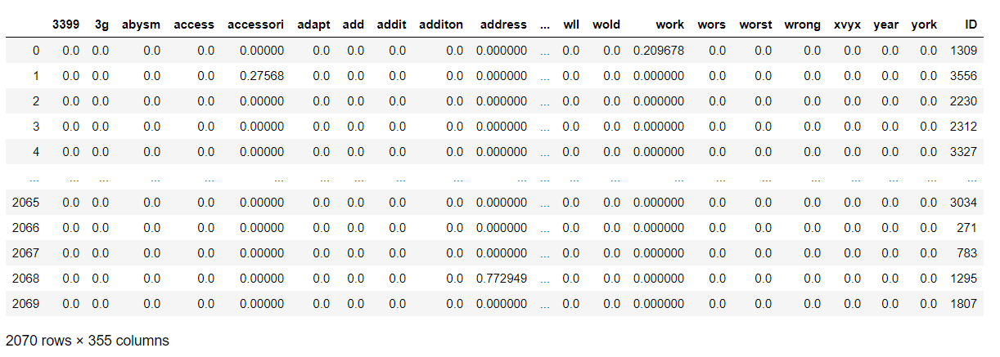 3399 3g abysm access accessori adapt add addit additon address ... wll wold work wors worst wrong xvyx year york ID
0 0.0 0.0 0.0 0.0 0.00000 0.0 0.0 0.0 0.0 0.000000 ... 0.0 0.0 0.209678 0.0 0.0 0.0 0.0 0.0 0.0 1309
1 0.0 0.0 0.0 0.0 0.27568 0.0 0.0 0.0 0.0 0.000000 ... 0.0 0.0 0.000000 0.0 0.0 0.0 0.0 0.0 0.0 3556
2 0.0 0.0 0.0 0.0 0.00000 0.0 0.0 0.0 0.0 0.000000 ... 0.0 0.0 0.000000 0.0 0.0 0.0 0.0 0.0 0.0 2230
3 0.0 0.0 0.0 0.0 0.00000 0.0 0.0 0.0 0.0 0.000000 ... 0.0 0.0 0.000000 0.0 0.0 0.0 0.0 0.0 0.0 2312
4 0.0 0.0 0.0 0.0 0.00000 0.0 0.0 0.0 0.0 0.000000 ... 0.0 0.0 0.000000 0.0 0.0 0.0 0.0 0.0 0.0 3327
... ... ... ... ... ... ... ... ... ... ... ... ... ... ... ... ... ... ... ... ... ...
2065 0.0 0.0 0.0 0.0 0.00000 0.0 0.0 0.0 0.0 0.000000 ... 0.0 0.0 0.000000 0.0 0.0 0.0 0.0 0.0 0.0 3034
2066 0.0 0.0 0.0 0.0 0.00000 0.0 0.0 0.0 0.0 0.000000 ... 0.0 0.0 0.000000 0.0 0.0 0.0 0.0 0.0 0.0 271
2067 0.0 0.0 0.0 0.0 0.00000 0.0 0.0 0.0 0.0 0.000000 ... 0.0 0.0 0.000000 0.0 0.0 0.0 0.0 0.0 0.0 783
2068 0.0 0.0 0.0 0.0 0.00000 0.0 0.0 0.0 0.0 0.772949 ... 0.0 0.0 0.000000 0.0 0.0 0.0 0.0 0.0 0.0 1295
2069 0.0 0.0 0.0 0.0 0.00000 0.0 0.0 0.0 0.0 0.000000 ... 0.0 0.0 0.000000 0.0 0.0 0.0 0.0 0.0 0.0 1807
2070 rows × 355 columns